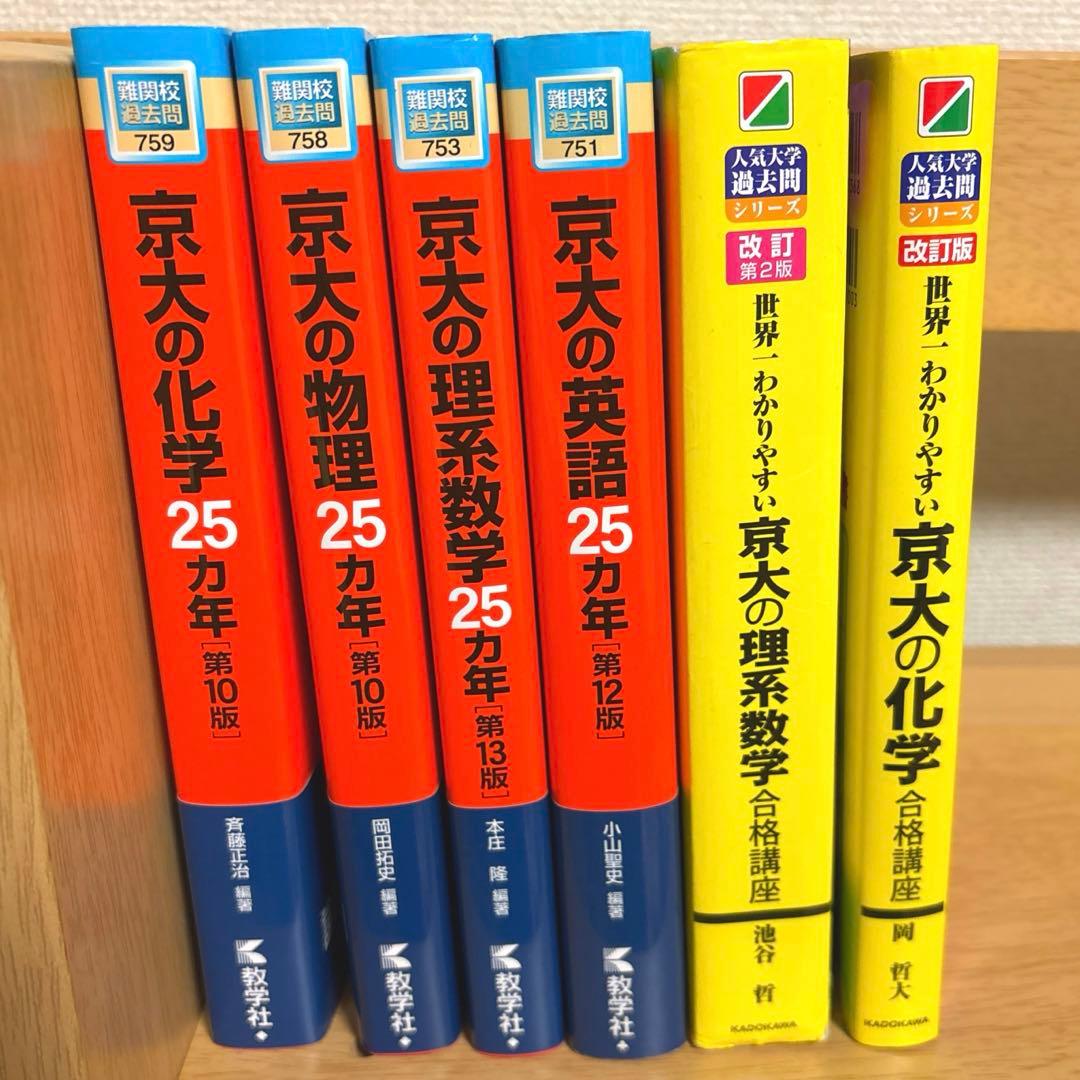 難関校
過去問
759
京大の化学25カ年[第10版]
斉藤正治 編著
教学社
難関校
過去問
758
京大の物理25カ年[第10版]
岡田拓史 編著
教学社
難関校
過去問
753
京大の理系数学25カ年[第13版]
本庄 隆 編著
教学社
難関校
過去問
751
京大の英語25カ年[第12版]
小山聖史 編著
教学社
人気大学
過去問
シリーズ
改訂
第2版
世界一わかりやすい 京大の理系数学 合格講座
池谷 哲
KADOKAWA
人気大学
過去問
シリーズ
改訂版
世界一わかりやすい 京大の化学 合格講座
岡 哲大
KADOKAWA